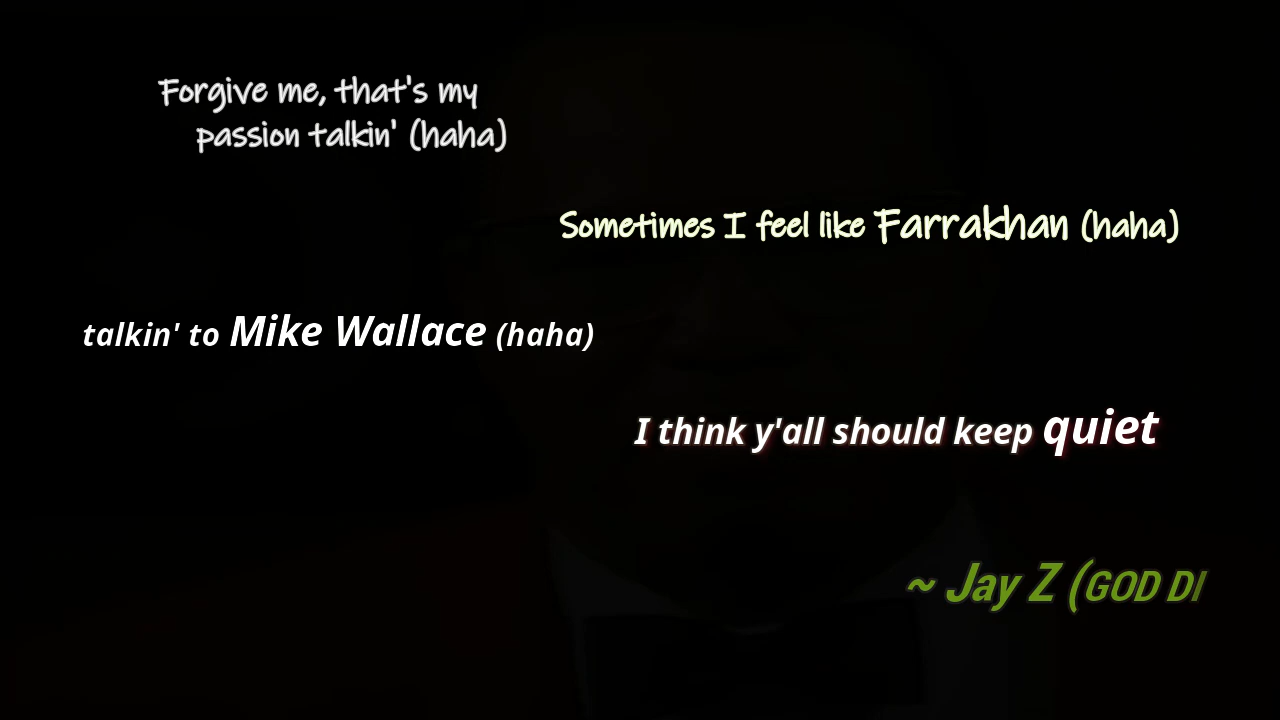 Forgive me, that's my
passion talkin' (haha)
Sometimes I feel like Farrakhan (haha)
talkin' to Mike Wallace (haha)
I think y'all should keep quiet
~ Jay Z (GOD DI